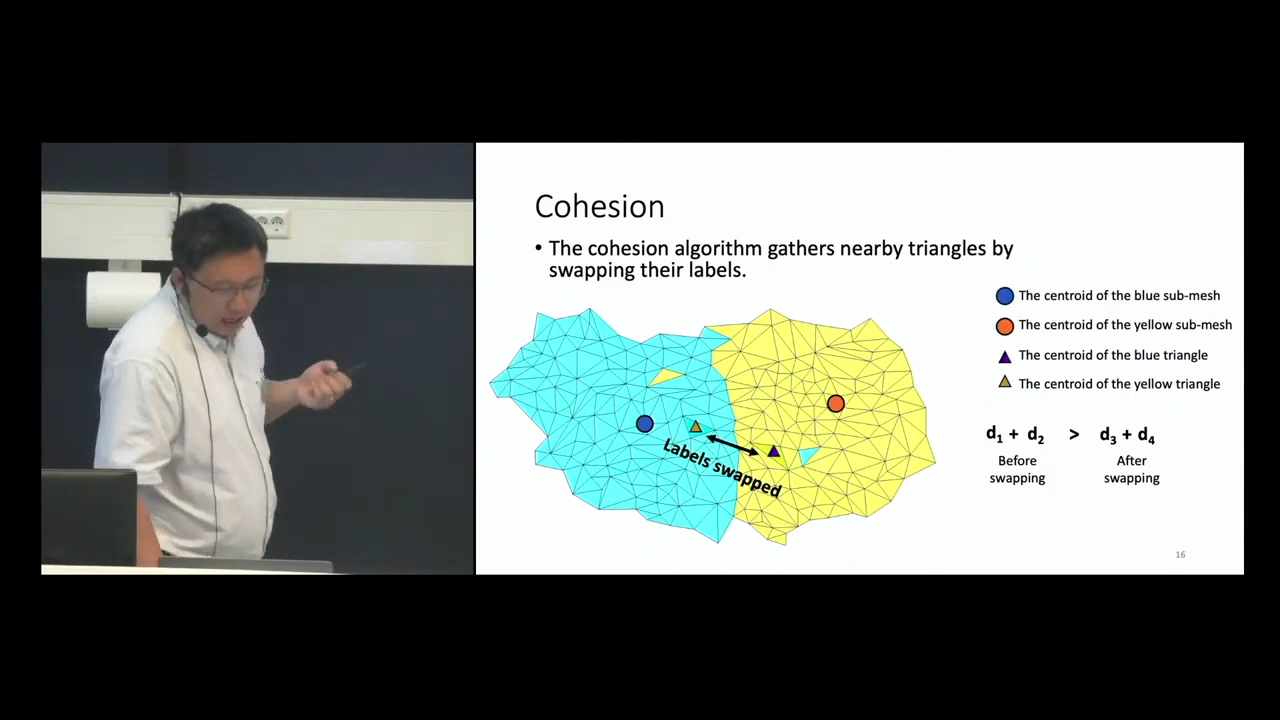 Cohesion
• The cohesion algorithm gathers nearby triangles by
swapping their labels.
The centroid of the blue sub-mesh
The centroid of the yellow sub-mesh
The centroid of the blue triangle
The centroid of the yellow triangle
Labels swapped
d1 + d2 > d3 + d4
Before After
swapping swapping
16